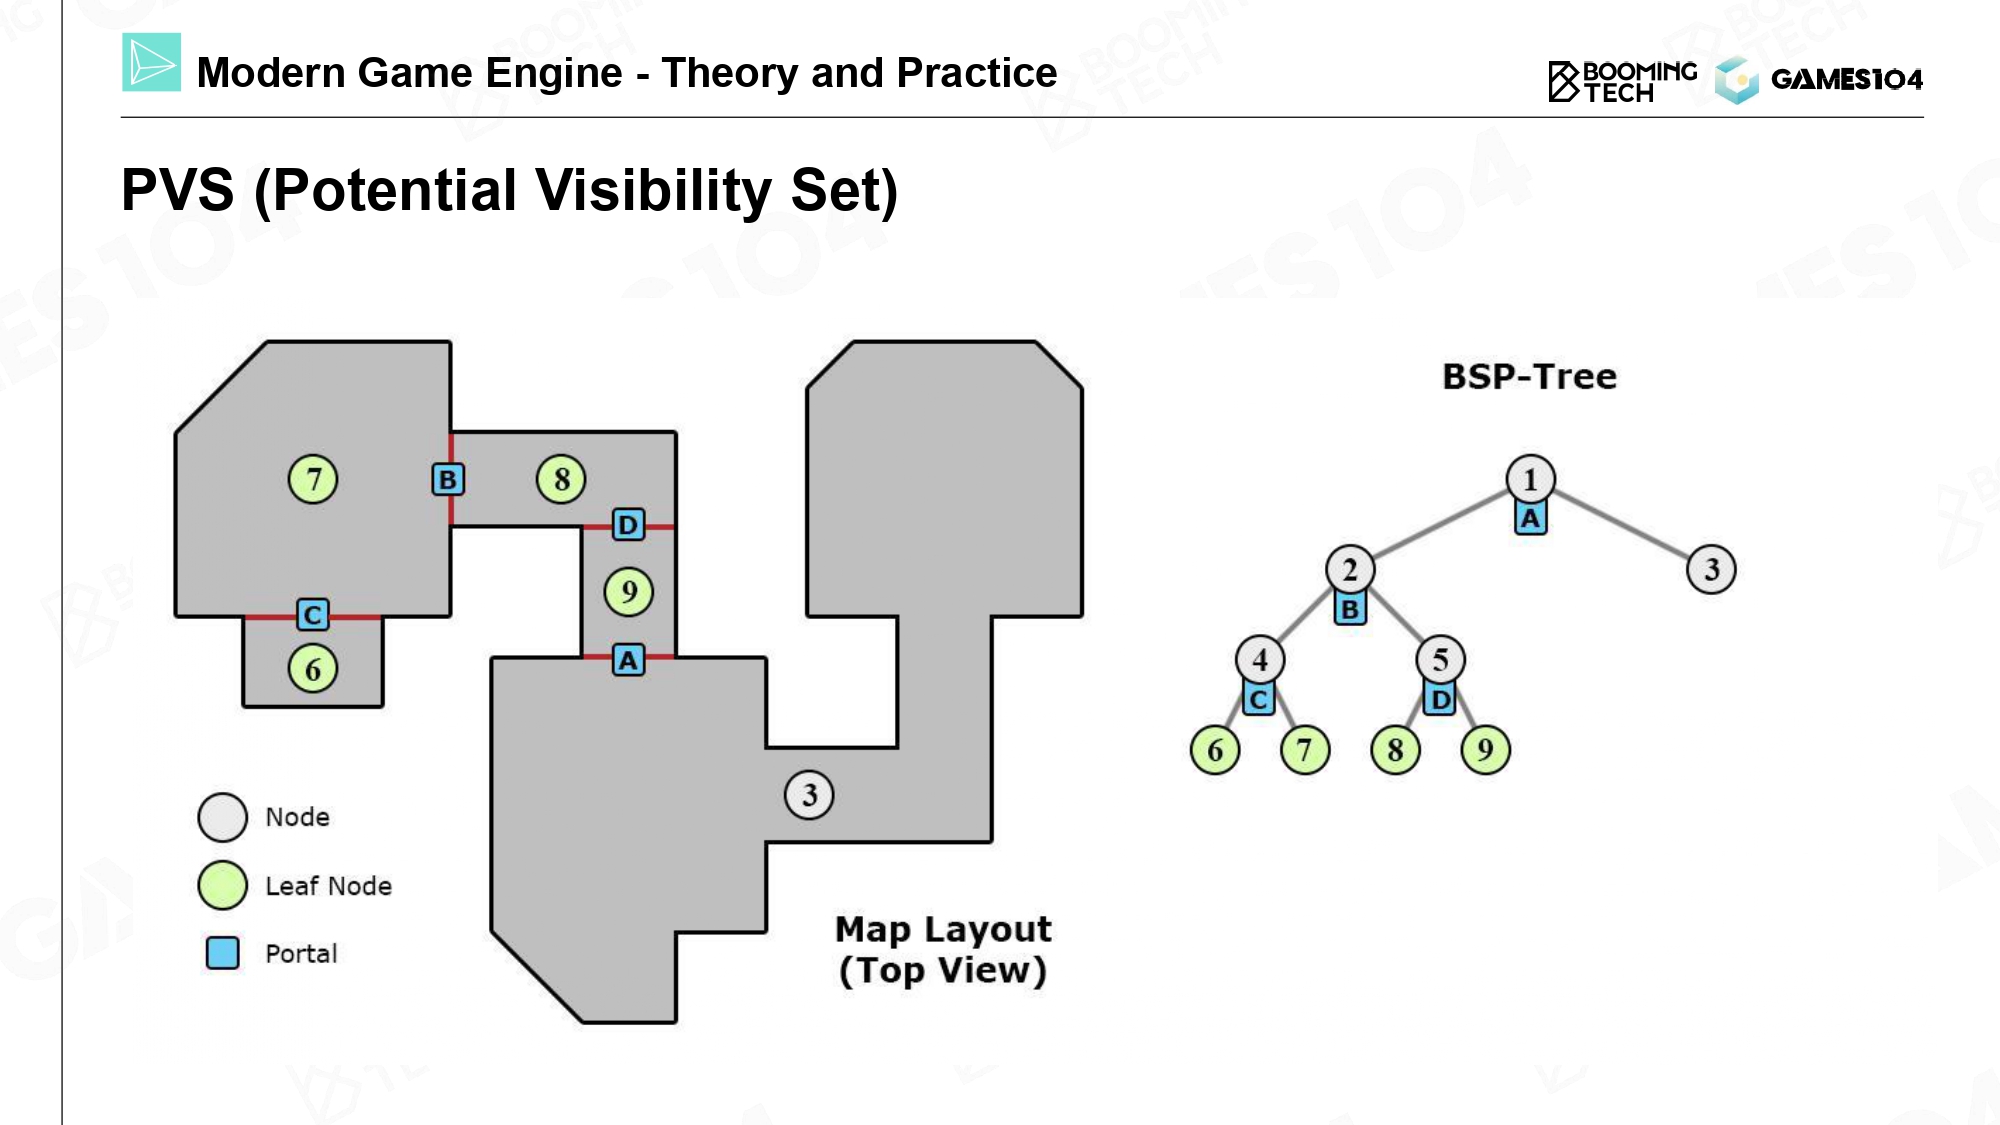 Modern Game Engine - Theory and Practice
BOOMING
TECH
GAMES104
PVS (Potential Visibility Set)
BSP-Tree
7
B
8
1
A
D
2
3
B
9
C
6
A
4
5
C
D
6
7
8
9
3
Node
Leaf Node
Portal
Map Layout
(Top View)